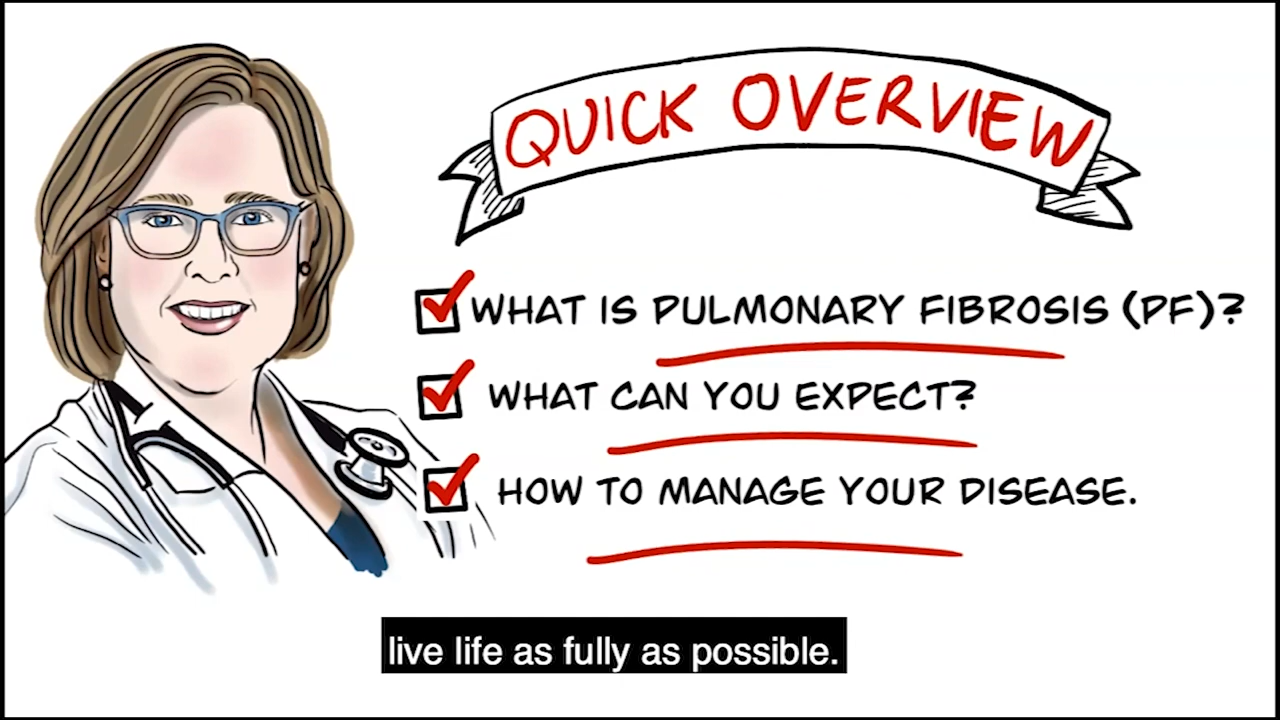 QUICK OVERVIEW
WHAT IS PULMONARY FIBROSIS (PF)?
WHAT CAN YOU EXPECT?
HOW TO MANAGE YOUR DISEASE.
live life as fully as possible.